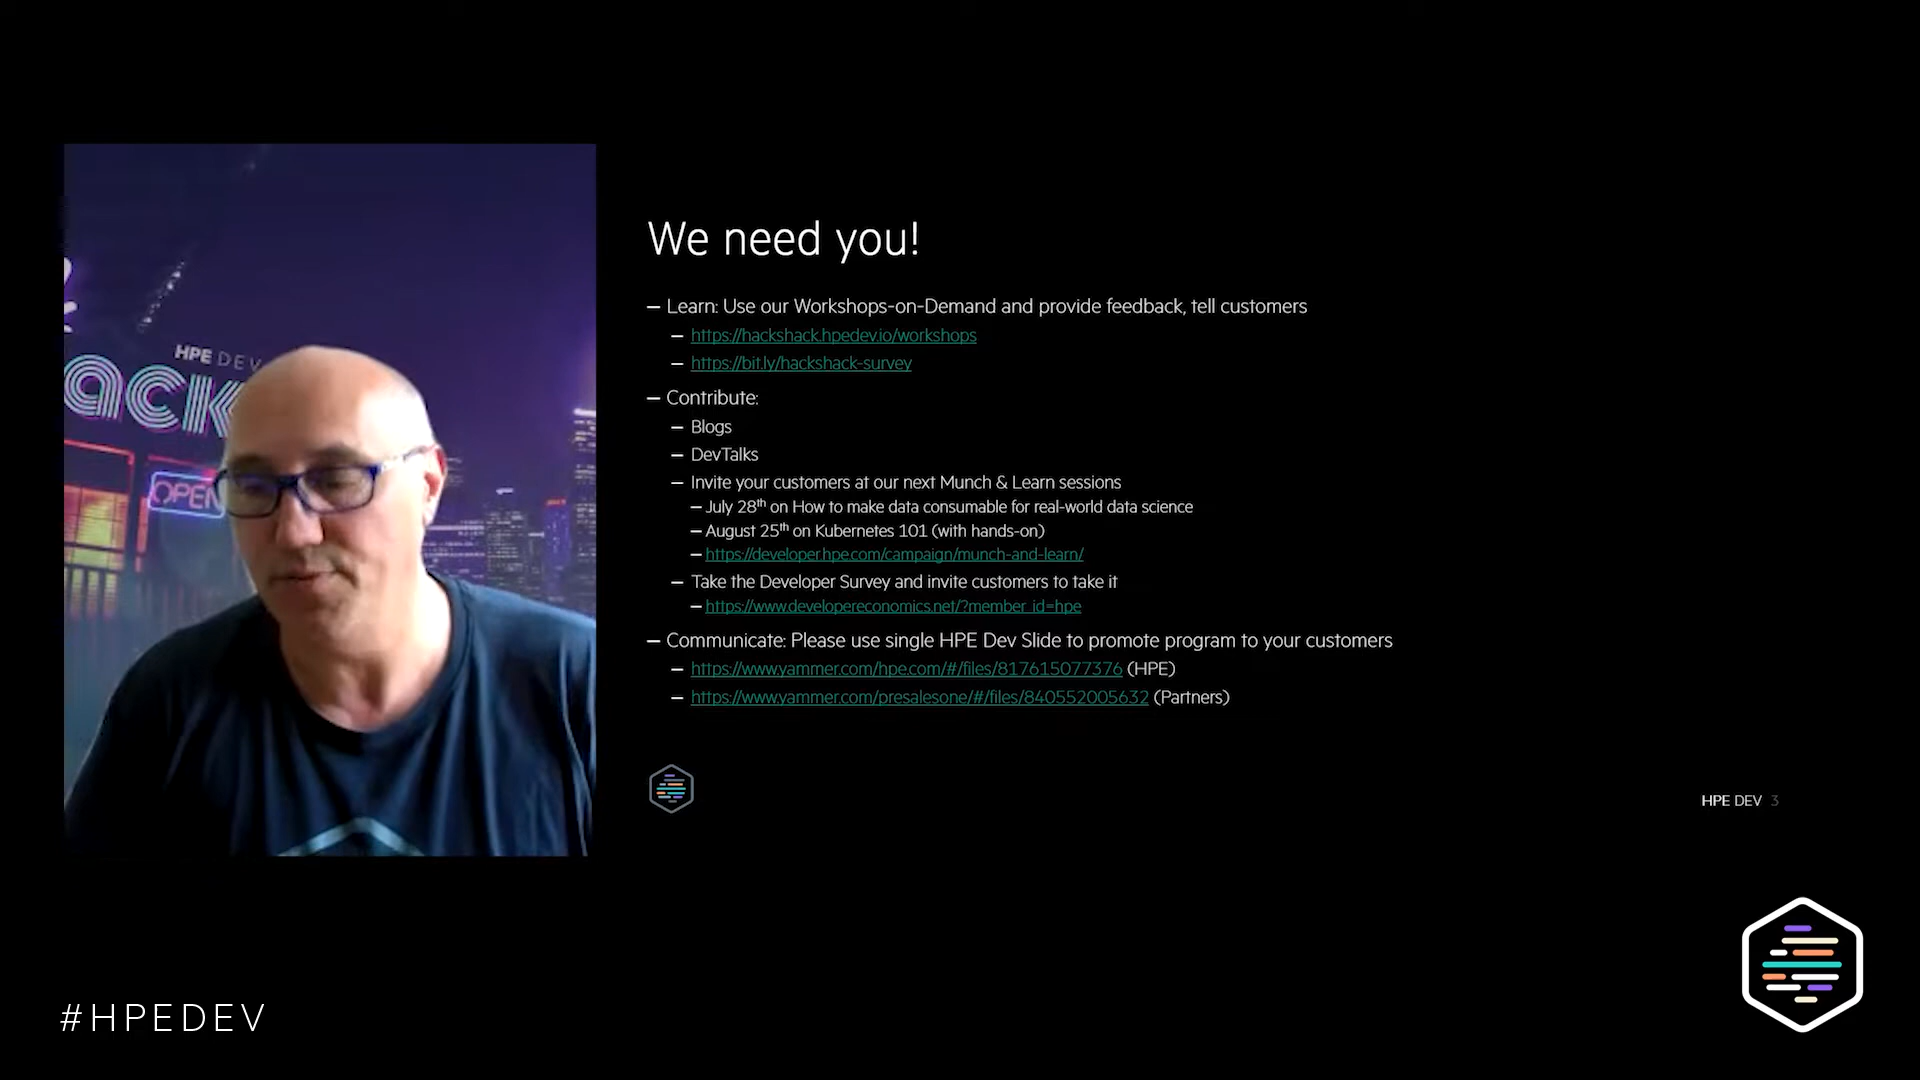 We need you!
– Learn: Use our Workshops-on-Demand and provide feedback, tell customers
– https://hackshack.hpedev.io/workshops
– https://bit.ly/hackshack-survey
– Contribute:
– Blogs
– DevTalks
– Invite your customers at our next Munch & Learn sessions
– July 28th on How to make data consumable for real-world data science
– August 25th on Kubernetes 101 (with hands-on)
– https://developer.hpe.com/campaign/munch-and-learn/
– Take the Developer Survey and invite customers to take it
– https://www.developereconomics.net/?member_id=hpe
– Communicate: Please use single HPE Dev Slide to promote program to your customers
– https://www.yammer.com/hpe.com/#/files/817615077376 (HPE)
– https://www.yammer.com/presalesone/#/files/840552005632 (Partners)
HPE DEV 3
HPE DEV
ack
OPEN
#HPEDEV